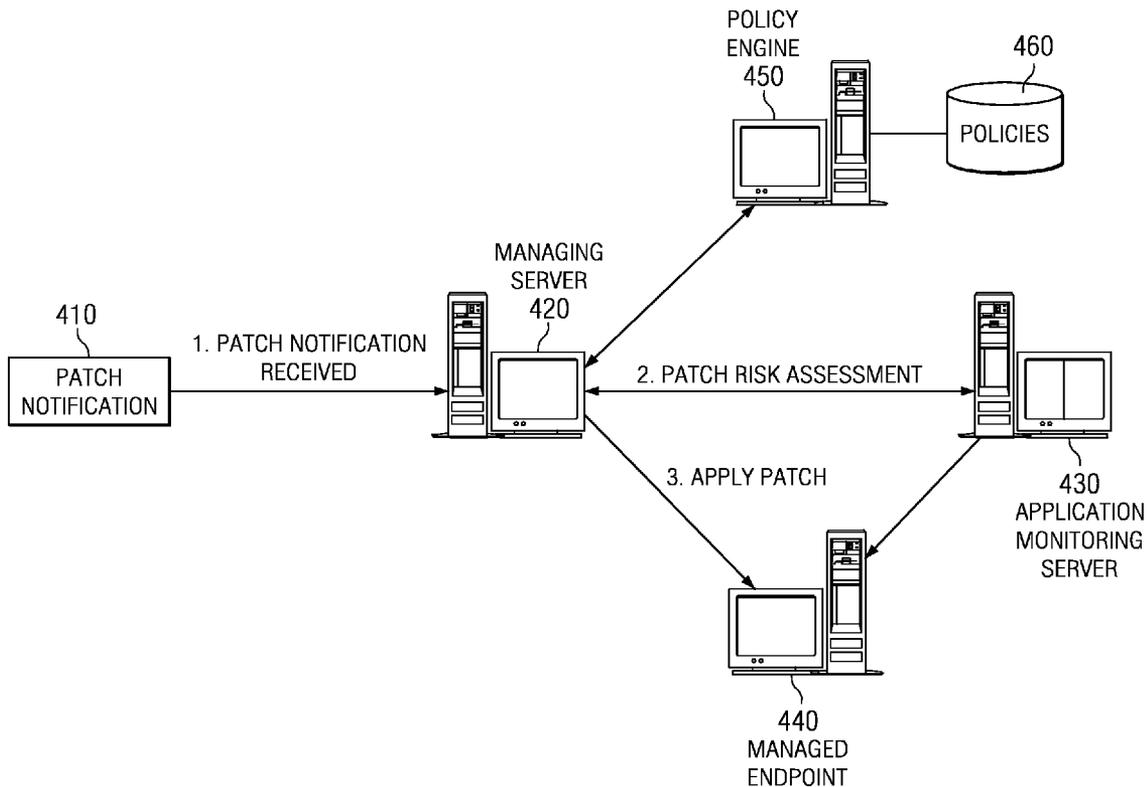 POLICY
ENGINE
450
460
POLICIES
MANAGING
SERVER
420
410
PATCH
NOTIFICATION
1. PATCH NOTIFICATION
RECEIVED
2. PATCH RISK ASSESSMENT
3. APPLY PATCH
430
APPLICATION
MONITORING
SERVER
440
MANAGED
ENDPOINT